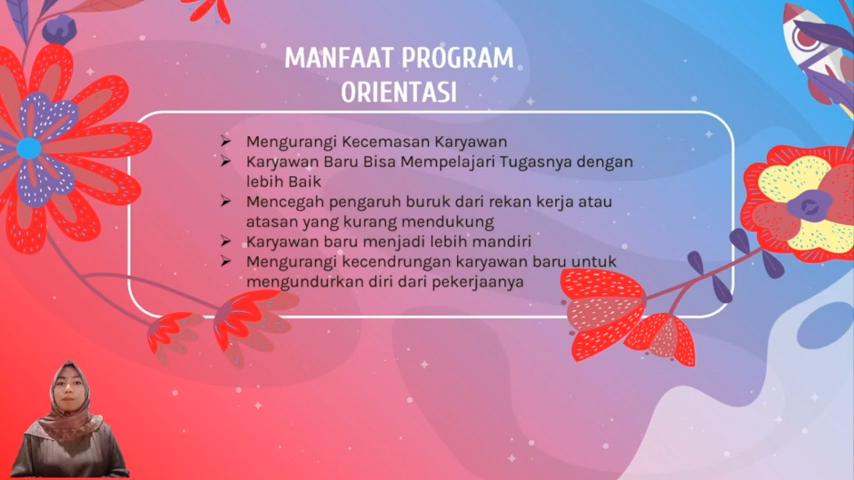 MANFAAT PROGRAM
ORIENTASI
➢ Mengurangi Kecemasan Karyawan
➢ Karyawan Baru Bisa Mempelajari Tugasnya dengan
lebih Baik
➢ Mencegah pengaruh buruk dari rekan kerja atau
atasan yang kurang mendukung
➢ Karyawan baru menjadi lebih mandiri
➢ Mengurangi kecendrungan karyawan baru untuk
mengundurkan diri dari pekerjaanya